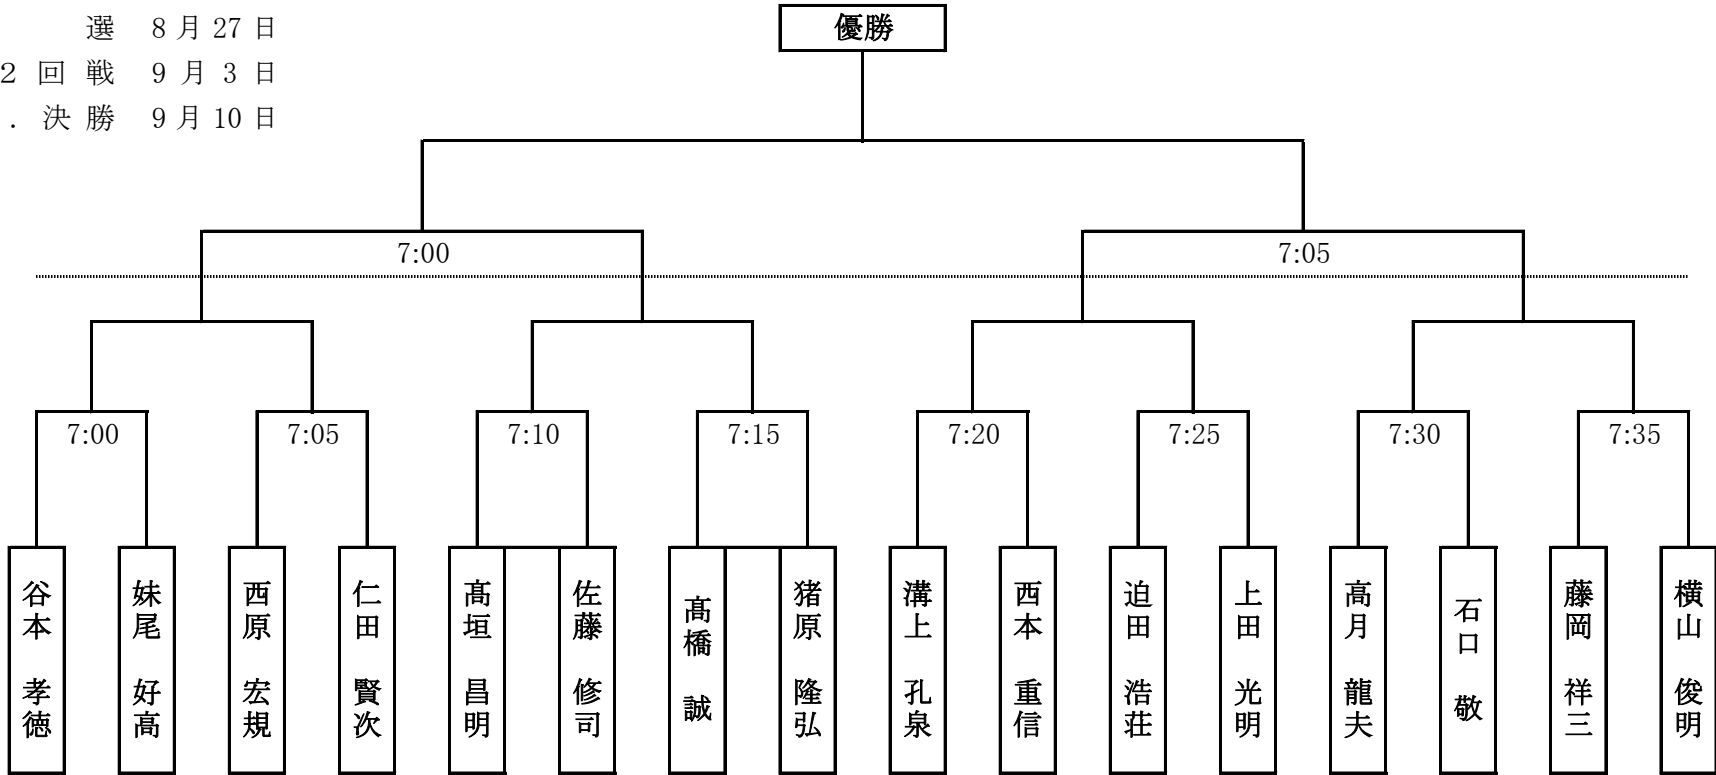 選 8月27日
優勝
2回戦 9月3日
.決勝 9月10日
7:00
7:05
7:00
7:05
7:10
7:15
7:20
7:25
7:30
7:35
谷本 孝徳
妹尾 好高
西原 宏規
仁田 賢次
髙垣 昌明
佐藤 修司
髙橋 誠
猪原 隆弘
溝上 孔泉
西本 重信
迫田 浩荘
上田 光明
高月 龍夫
石口 敬
藤岡 祥三
横山 俊明